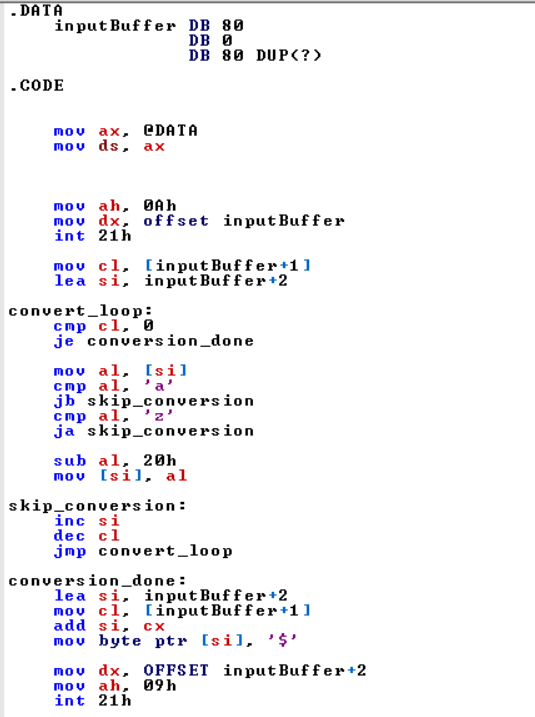 .DATA
    inputBuffer DB 80
                DB 0
                DB 80 DUP(?)
.CODE
    mov ax, @DATA
    mov ds, ax
    mov ah, 0Ah
    mov dx, offset inputBuffer
    int 21h
    mov cl, [inputBuffer+1]
    lea si, inputBuffer+2
convert_loop:
    cmp cl, 0
    je conversion_done
    mov al, [si]
    cmp al, 'a'
    jb skip_conversion
    cmp al, 'z'
    ja skip_conversion
    sub al, 20h
    mov [si], al
skip_conversion:
    inc si
    dec cl
    jmp convert_loop
conversion_done:
    lea si, inputBuffer+2
    mov cl, [inputBuffer+1]
    add si, cx
    mov byte ptr [si], '$'
    mov dx, OFFSET inputBuffer+2
    mov ah, 09h
    int 21h